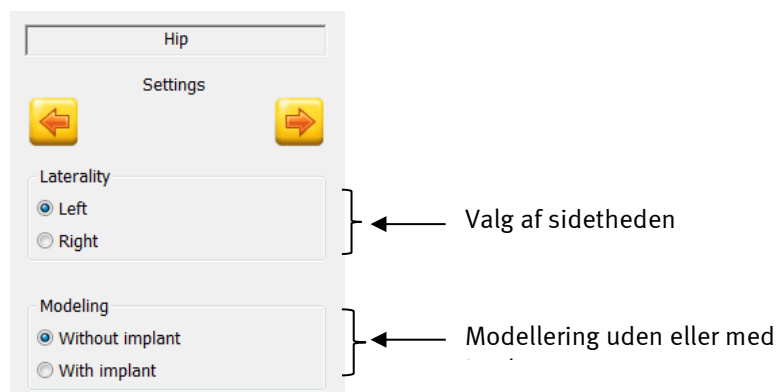 Hip
Settings
Laterality
Left
Right
Valg af sidetheden
Modeling
Without implant
With implant
Modellering uden eller med